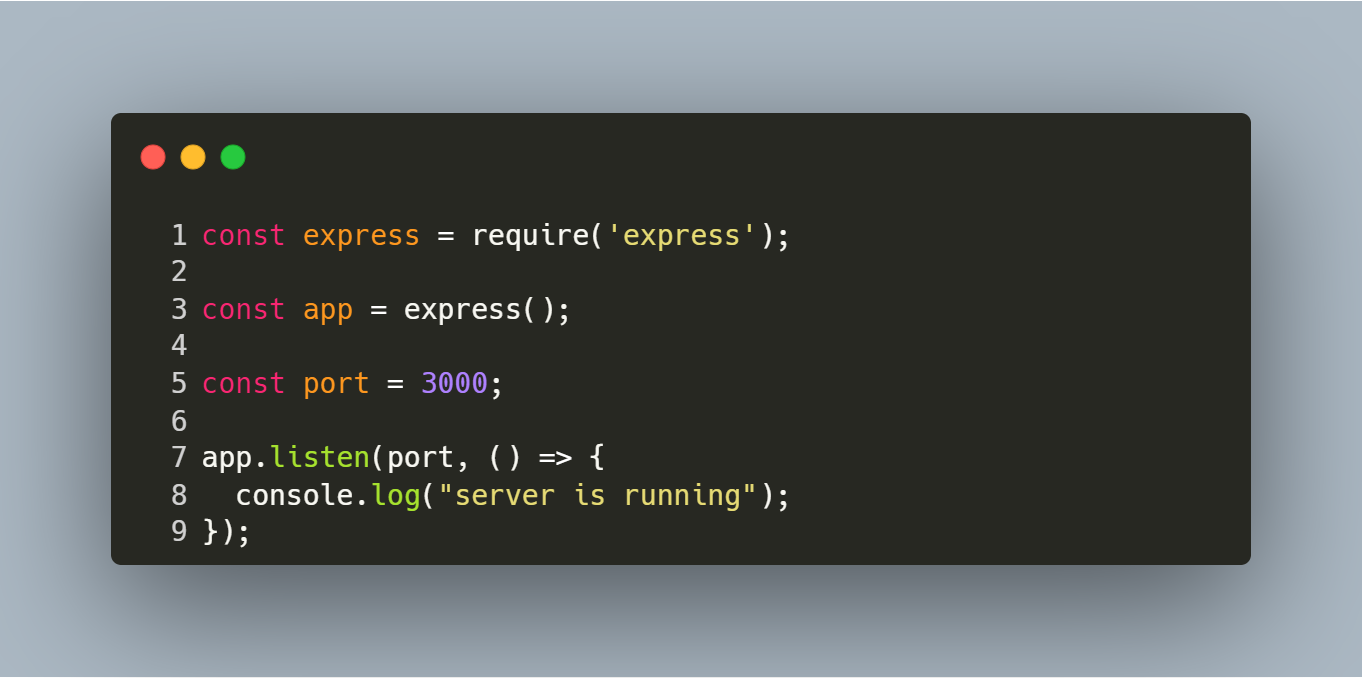 1 const express = require('express');
2
3 const app = express();
4
5 const port = 3000;
6
7 app.listen(port, () => {
8   console.log("server is running");
9 });